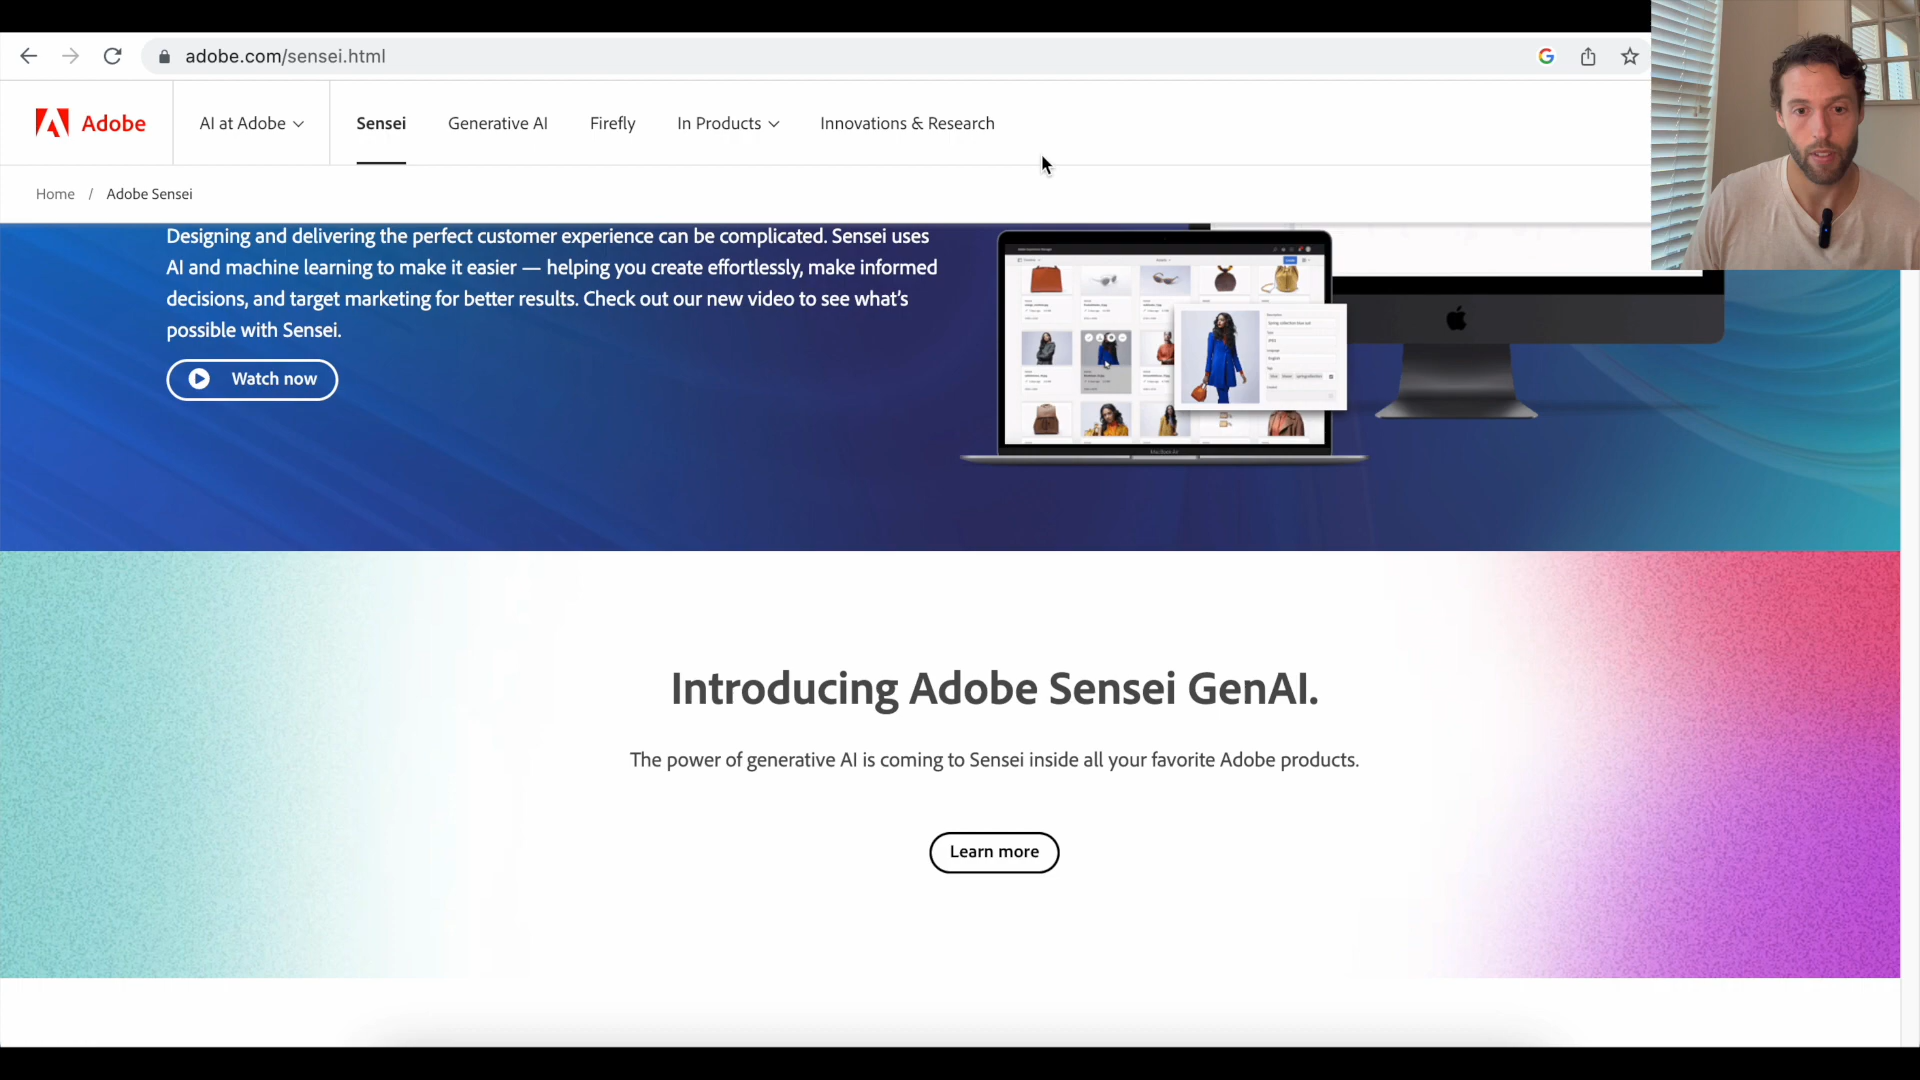 adobe.com/sensei.html
Adobe
AI at Adobe
Sensei
Generative AI
Firefly
In Products
Innovations & Research
Home / Adobe Sensei
Designing and delivering the perfect customer experience can be complicated. Sensei uses
AI and machine learning to make it easier — helping you create effortlessly, make informed
decisions, and target marketing for better results. Check out our new video to see what’s
possible with Sensei.
Watch now
Introducing Adobe Sensei GenAI.
The power of generative AI is coming to Sensei inside all your favorite Adobe products.
Learn more